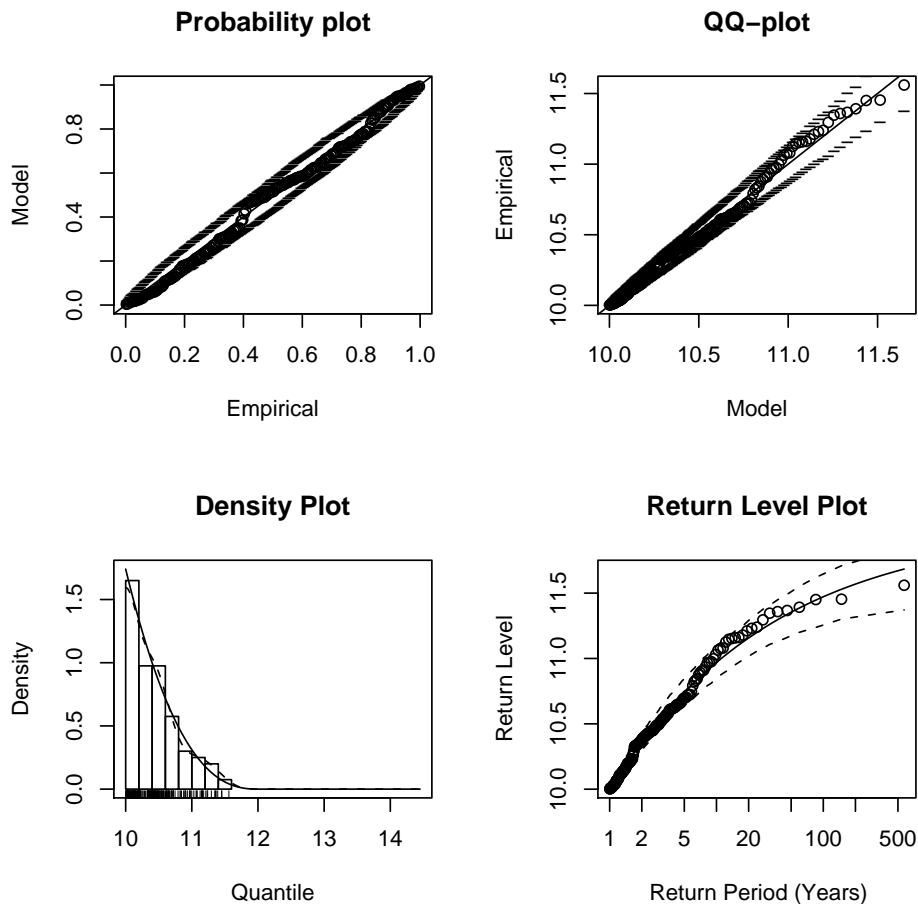 Probability plot
Model
0.0 0.4 0.8
0.0 0.2 0.4 0.6 0.8 1.0
Empirical
QQ−plot
Empirical
10.0 10.5 11.0 11.5
10.0 10.5 11.0 11.5
Model
Density Plot
Density
0.0 0.5 1.0 1.5
10 11 12 13 14
Quantile
Return Level Plot
Return Level
10.0 10.5 11.0 11.5
1 2 5 20 100 500
Return Period (Years)